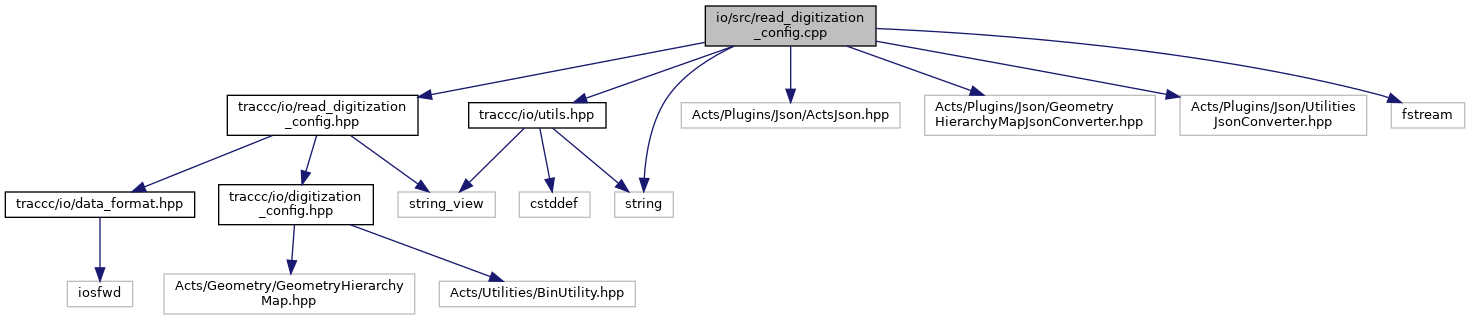 io/src/read_digitization
_config.cpp
traccc/io/read_digitization
_config.hpp
traccc/io/utils.hpp
Acts/Plugins/Json/ActsJson.hpp
Acts/Plugins/Json/Geometry
HierarchyMapJsonConverter.hpp
Acts/Plugins/Json/Utilities
JsonConverter.hpp
fstream
traccc/io/data_format.hpp
traccc/io/digitization
_config.hpp
string_view
cstddef
string
iosfwd
Acts/Geometry/GeometryHierarchy
Map.hpp
Acts/Utilities/BinUtility.hpp